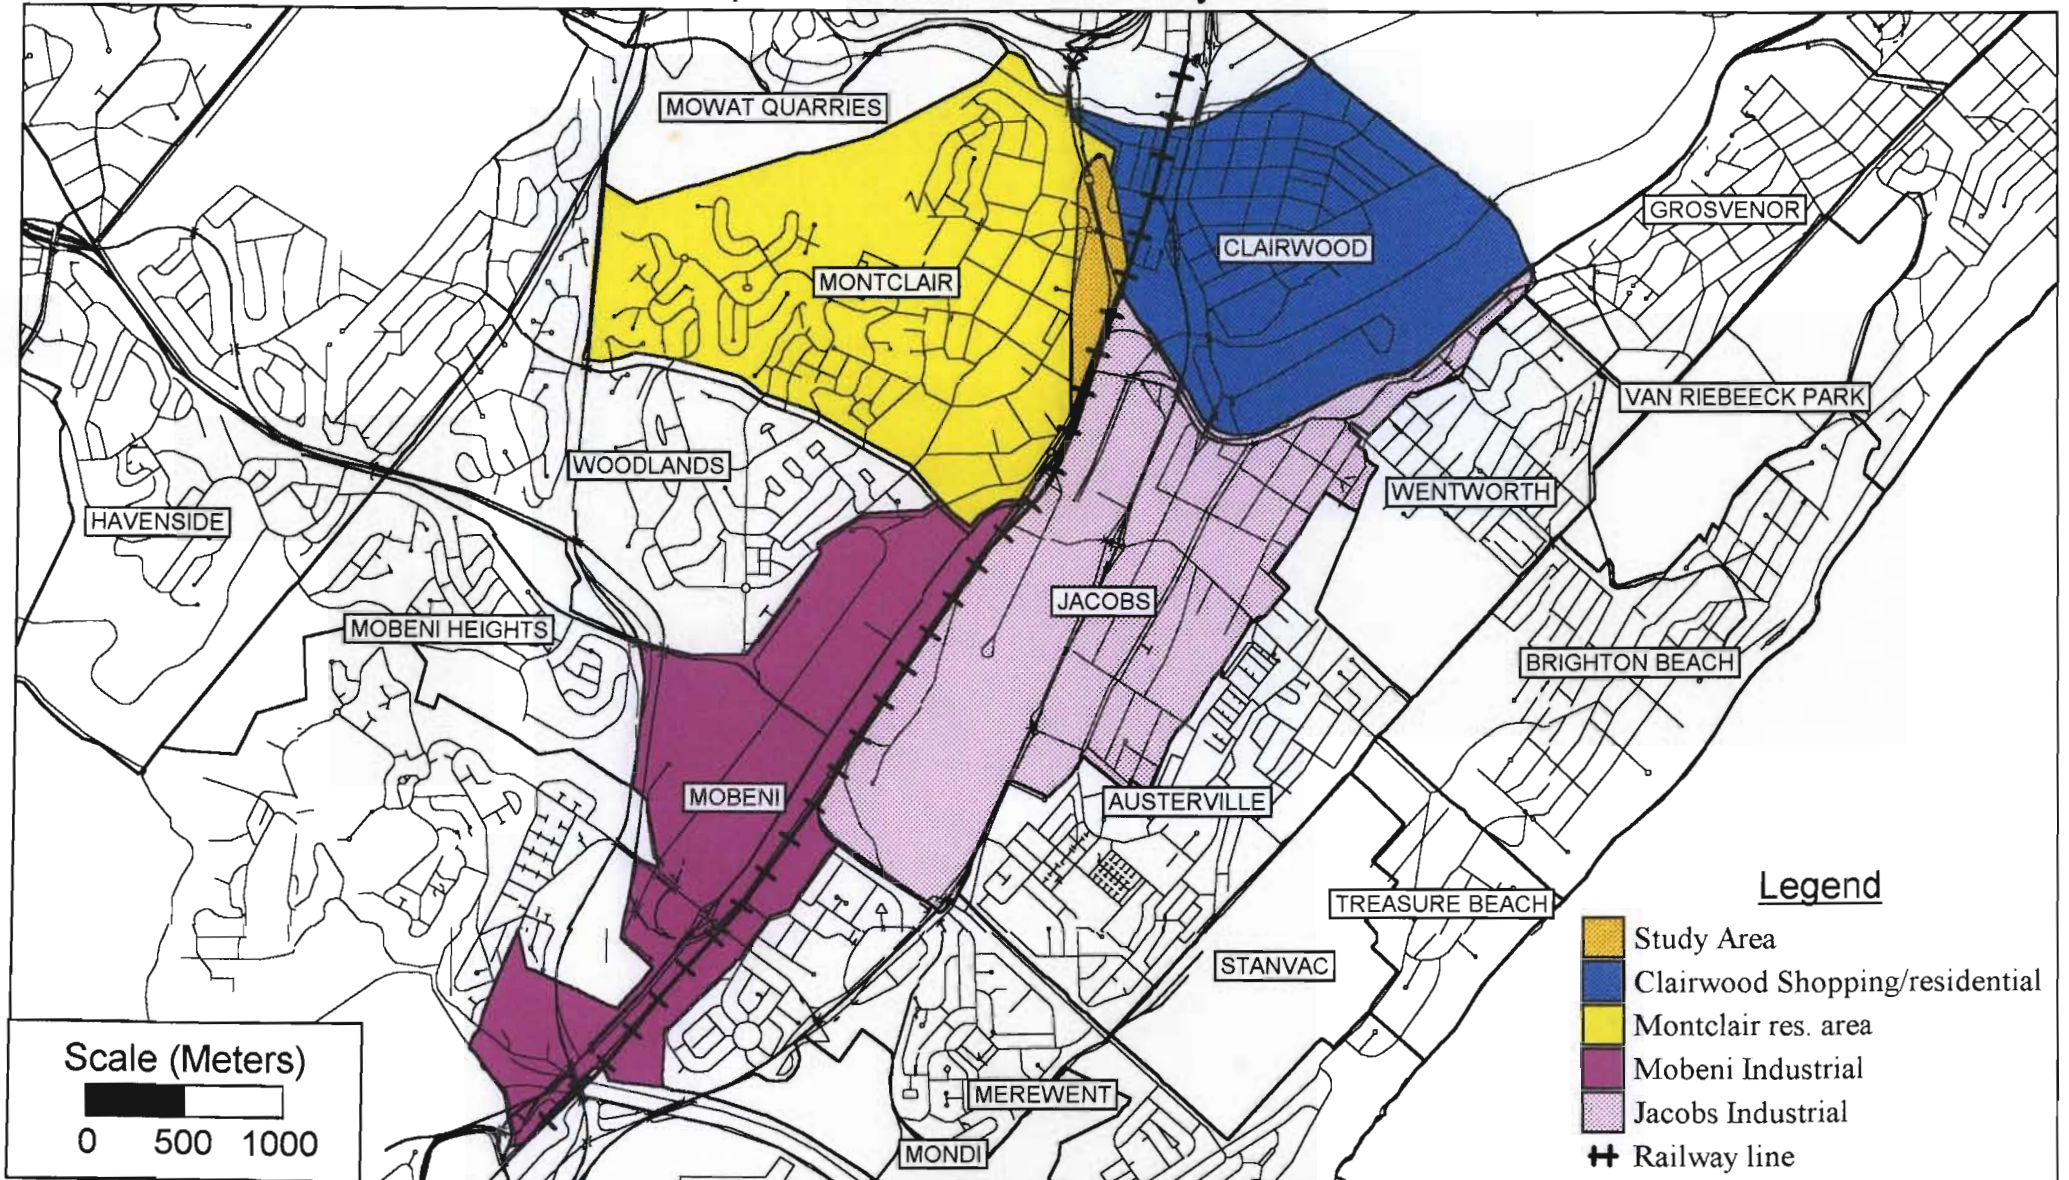 MOWAT QUARRIES
GROSVENOR
CLAIRWOOD
MONTCLAIR
VAN RIEBEECK PARK
WOODLANDS
WENTWORTH
HAVENSIDE
JACOBS
MOBENI HEIGHTS
BRIGHTON BEACH
MOBENI
AUSTERVILLE
TREASURE BEACH
STANVAC
MEREWENT
MONDI
Legend
Study Area
Clairwood Shopping/residential
Montclair res. area
Mobeni Industrial
Jacobs Industrial
Railway line
Scale (Meters)
0 500 1000